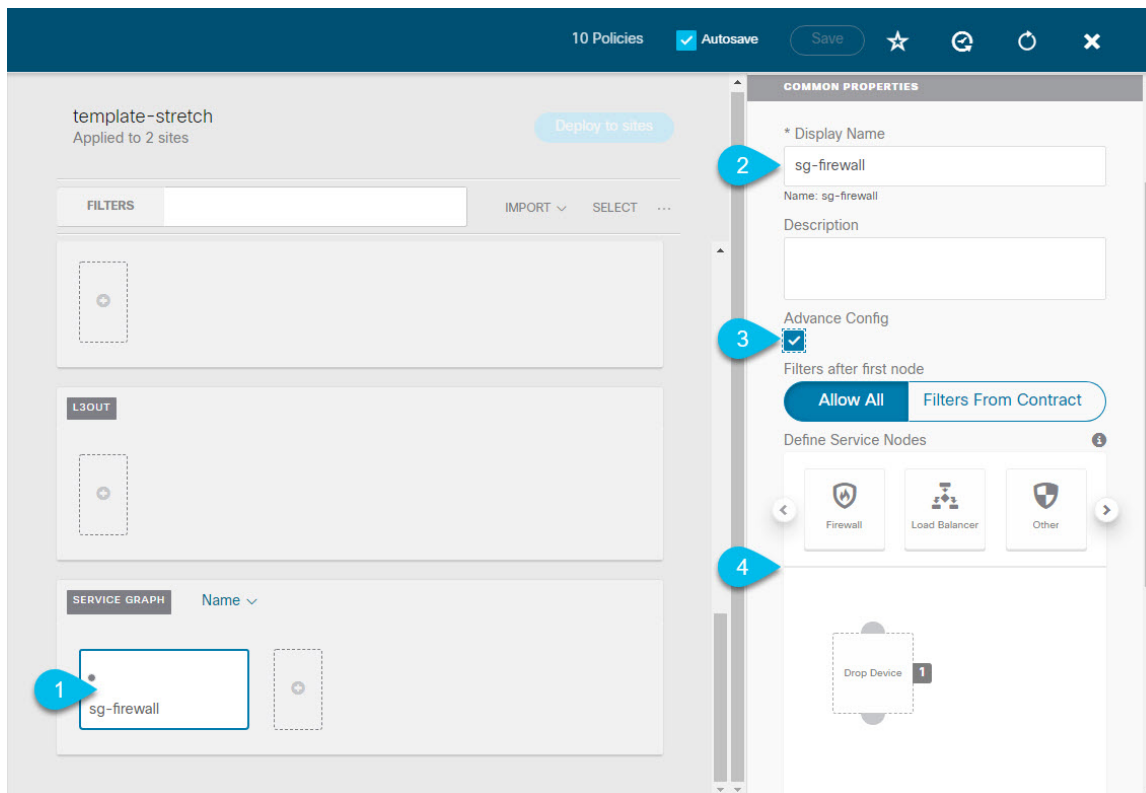 10 Policies
Autosave
Save
template-stretch
Applied to 2 sites
Deploy to sites
FILTERS
IMPORT
SELECT
...
L3OUT
SERVICE GRAPH
Name
1
sg-firewall
COMMON PROPERTIES
* Display Name
2
sg-firewall
Name: sg-firewall
Description
Advance Config
3
Filters after first node
Allow All
Filters From Contract
Define Service Nodes
Firewall
Load Balancer
Other
4
Drop Device
1